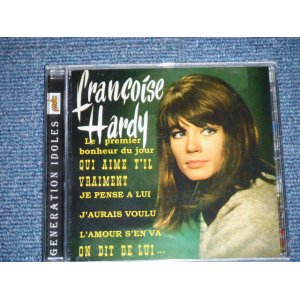 GENERATION IDOLES
françoise
Hardy
Le premier
bonheur du jour
QUI AIME T'IL
VRAIMENT
JE PENSE A LUI
J'AURAIS VOULU
L'AMOUR S'EN VA
ON DIT DE LUI...